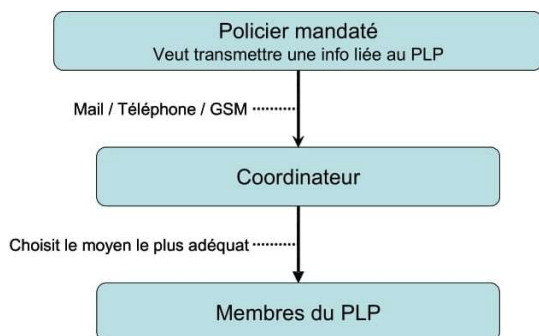 Policier mandaté
Veut transmettre une info liée au PLP
Mail / Téléphone / GSM
Coordinateur
Choisit le moyen le plus adéquat
Membres du PLP